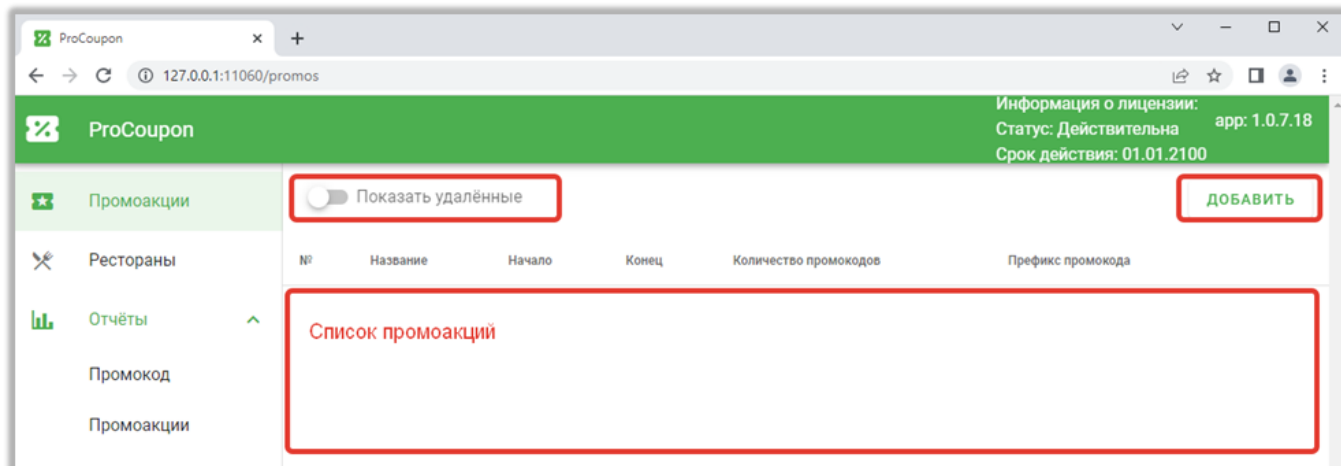 ProCoupon
127.0.0.1:11060/promos
ProCoupon
Информация о лицензии:
Статус: Действительна
Срок действия: 01.01.2100
app: 1.0.7.18
Промоакции
Рестораны
Отчёты
Промокод
Промоакции
Показать удалённые
ДОБАВИТЬ
№ Название Начало Конец Количество промокодов Префикс промокода
Список промоакций